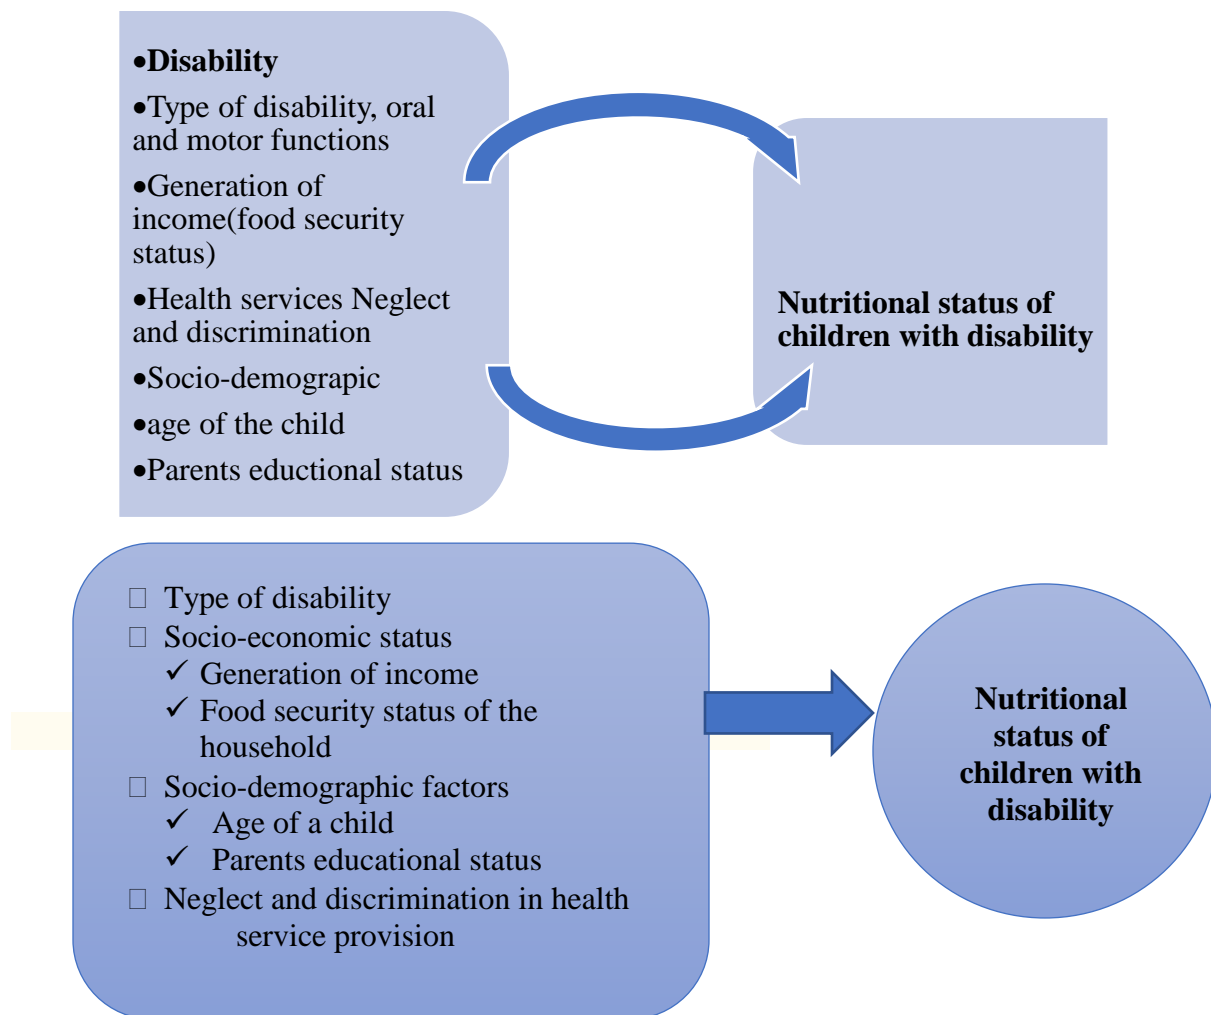 •Disability
•Type of disability, oral
and motor functions
•Generation of
income(food security
status)
•Health services Neglect
and discrimination
•Socio-demograpic
•age of the child
•Parents eductional status
Nutritional status of
children with disability
□ Type of disability
□ Socio-economic status
✓ Generation of income
✓ Food security status of the
household
□ Socio-demographic factors
✓ Age of a child
✓ Parents educational status
□ Neglect and discrimination in health
service provision
Nutritional
status of
children with
disability